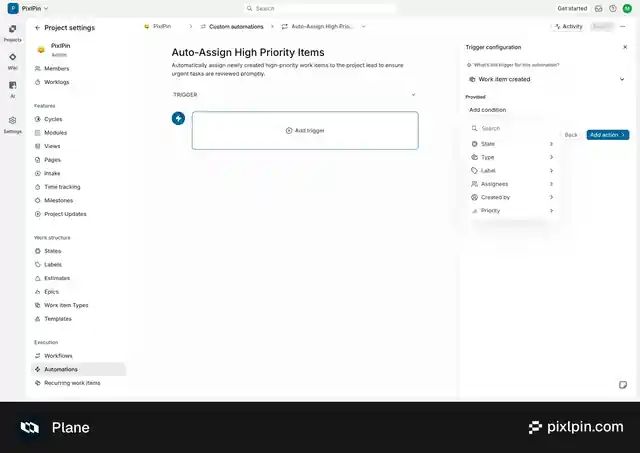 PixlPin
Search
Get started
M
Projects
Wiki
AI
Settings
Project settings
PixlPin
Admin
Members
Worklogs
Features
Cycles
Modules
Views
Pages
Intake
Time tracking
Milestones
Project Updates
Work structure
States
Labels
Estimates
Epics
Work item Types
Templates
Execution
Workflows
Automations
Recurring work items
PixlPin > Custom automations > Auto-Assign High Prio...
Activity
Auto-Assign High Priority Items
Automatically assign newly created high-priority work items to the project lead to ensure
urgent tasks are reviewed promptly.
TRIGGER
Add trigger
Trigger configuration
What's the trigger for this automation?
Work item created
Provided
Add condition
Search
State
Type
Label
Assignees
Created by
Priority
Back
Add action
Plane
pixlpin.com